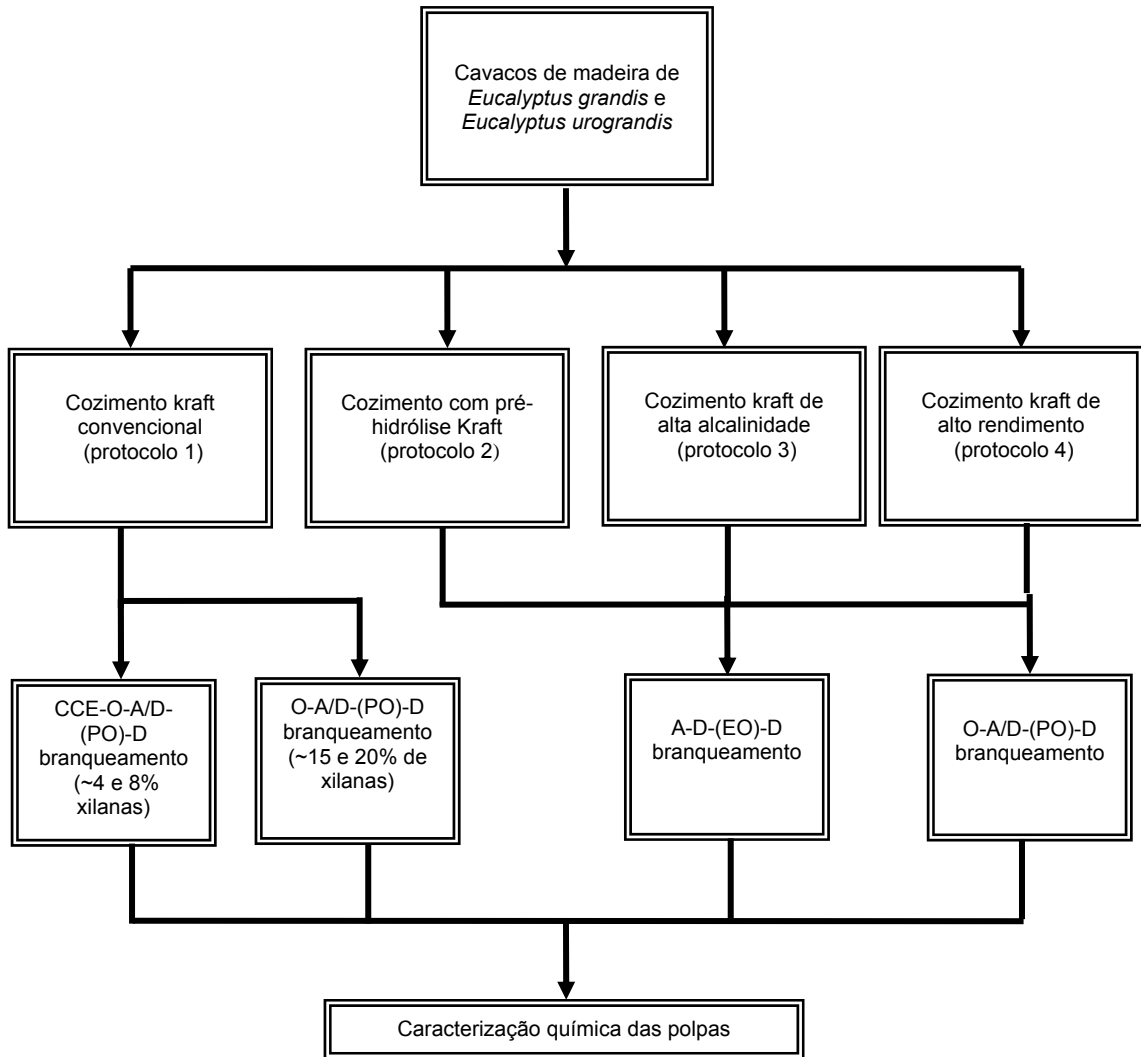 Cavacos de madeira de
Eucalyptus grandis e
Eucalyptus urograndis
Cozimento kraft
convencional
(protocolo 1)
Cozimento com pré-
hidrólise Kraft
(protocolo 2)
Cozimento kraft de
alta alcalinidade
(protocolo 3)
Cozimento kraft de
alto rendimento
(protocolo 4)
CCE-O-A/D-
(PO)-D
branqueamento
(~4 e 8%
xilanas)
O-A/D-(PO)-D
branqueamento
(~15 e 20% de
xilanas)
A-D-(EO)-D
branqueamento
O-A/D-(PO)-D
branqueamento
Caracterização química das polpas